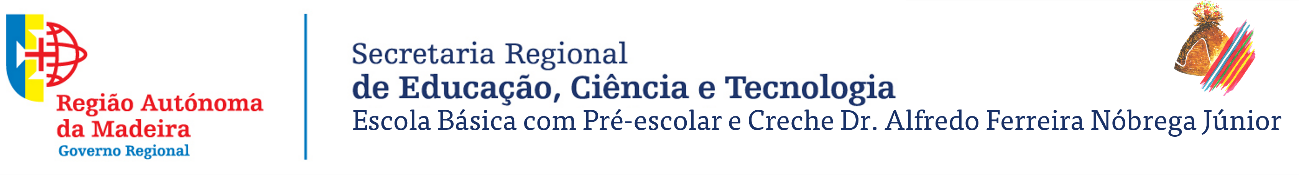 Região Autónoma
da Madeira
Governo Regional
Secretaria Regional
de Educação, Ciência e Tecnologia
Escola Básica com Pré-escolar e Creche Dr. Alfredo Ferreira Nóbrega Júnior